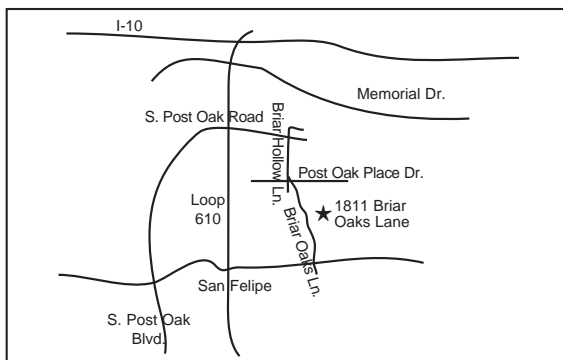 I-10
Memorial Dr.
S. Post Oak Road
Briar Hollow Ln.
Post Oak Place Dr.
Loop
610
1811 Briar
Oaks Lane
Briar Oaks Ln.
San Felipe
S. Post Oak
Blvd.